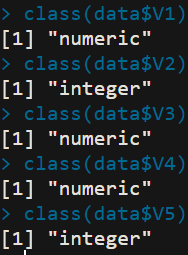 > class(data$V1)
[1] "numeric"
> class(data$V2)
[1] "integer"
> class(data$V3)
[1] "numeric"
> class(data$V4)
[1] "numeric"
> class(data$V5)
[1] "integer"